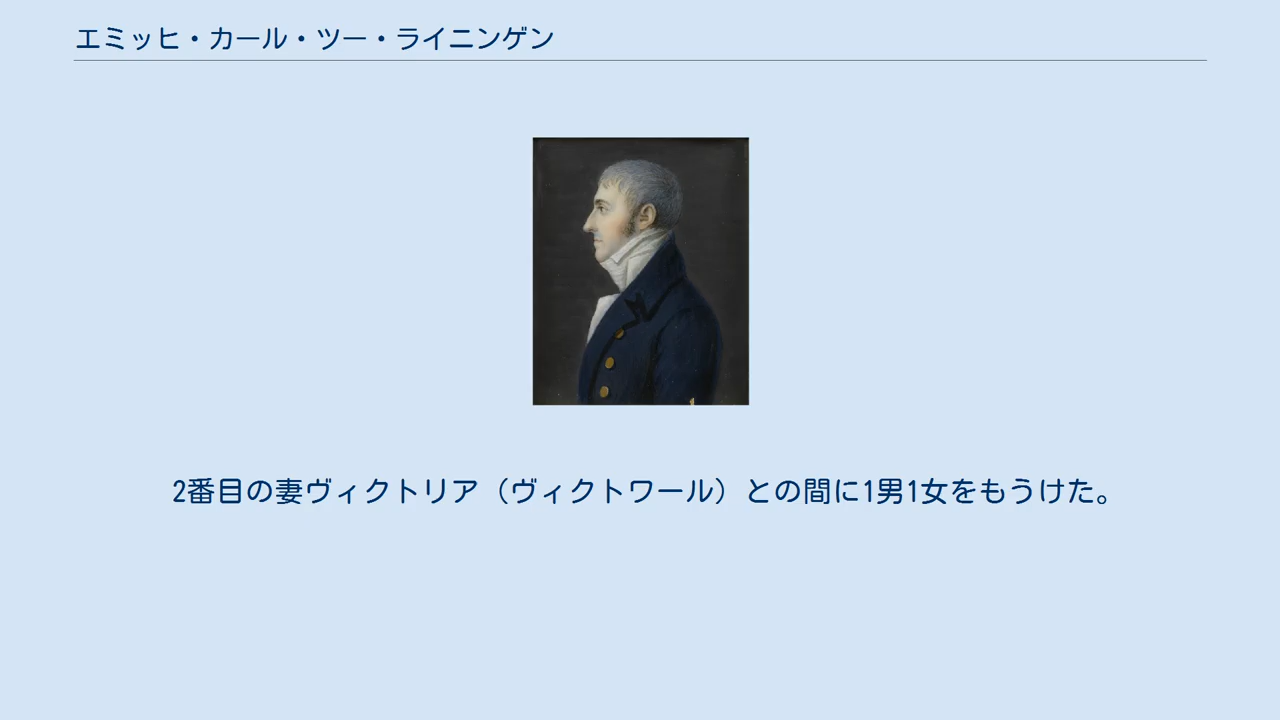 エミッヒ・カール・ツー・ライニンゲン
2番目の妻ヴィクトリア（ヴィクトワール）との間に1男1女をもうけた。